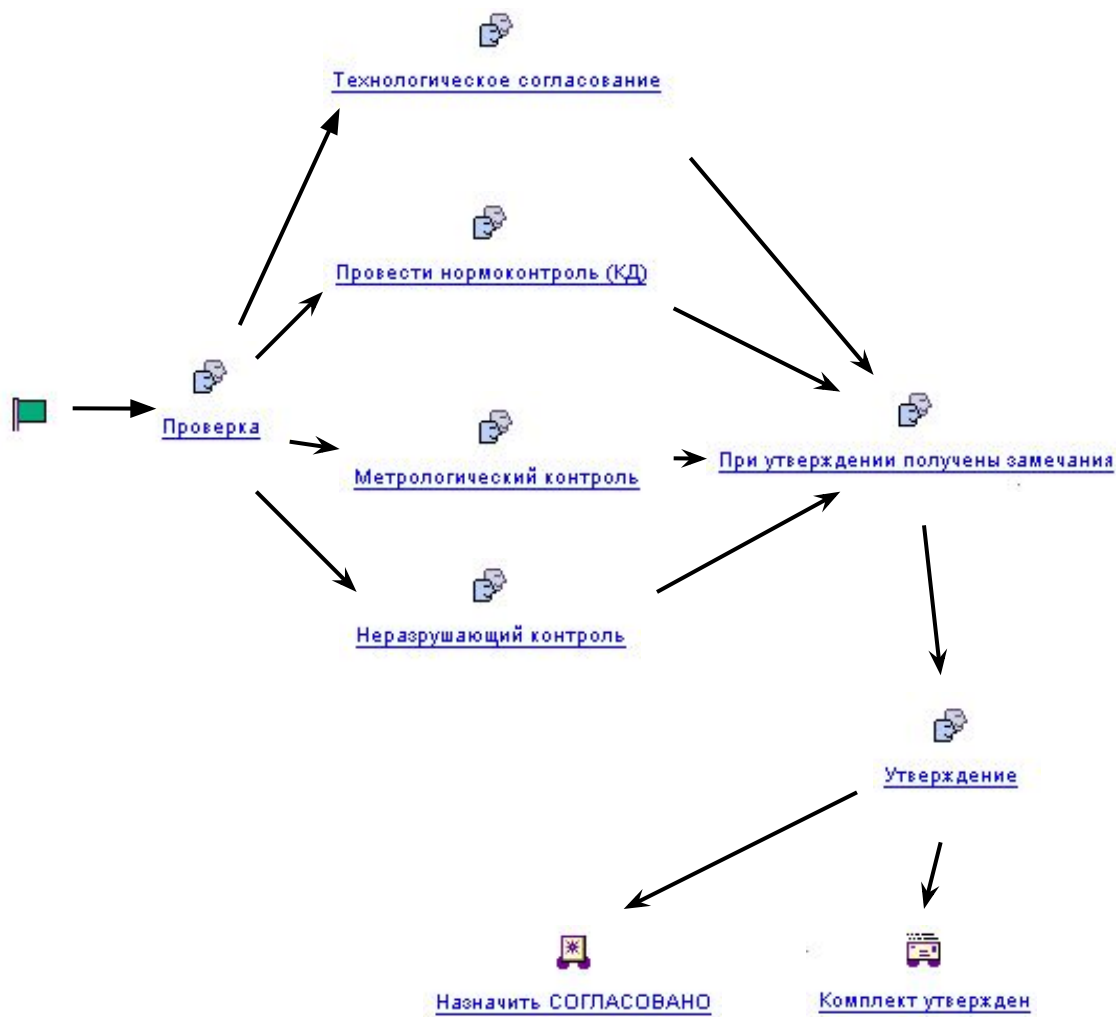 Технологическое согласование
Провести нормоконтроль (КД)
Проверка
Метрологический контроль
При утверждении получены замечания
Неразрушающий контроль
Утверждение
Назначить СОГЛАСОВАНО
Комплект утвержден